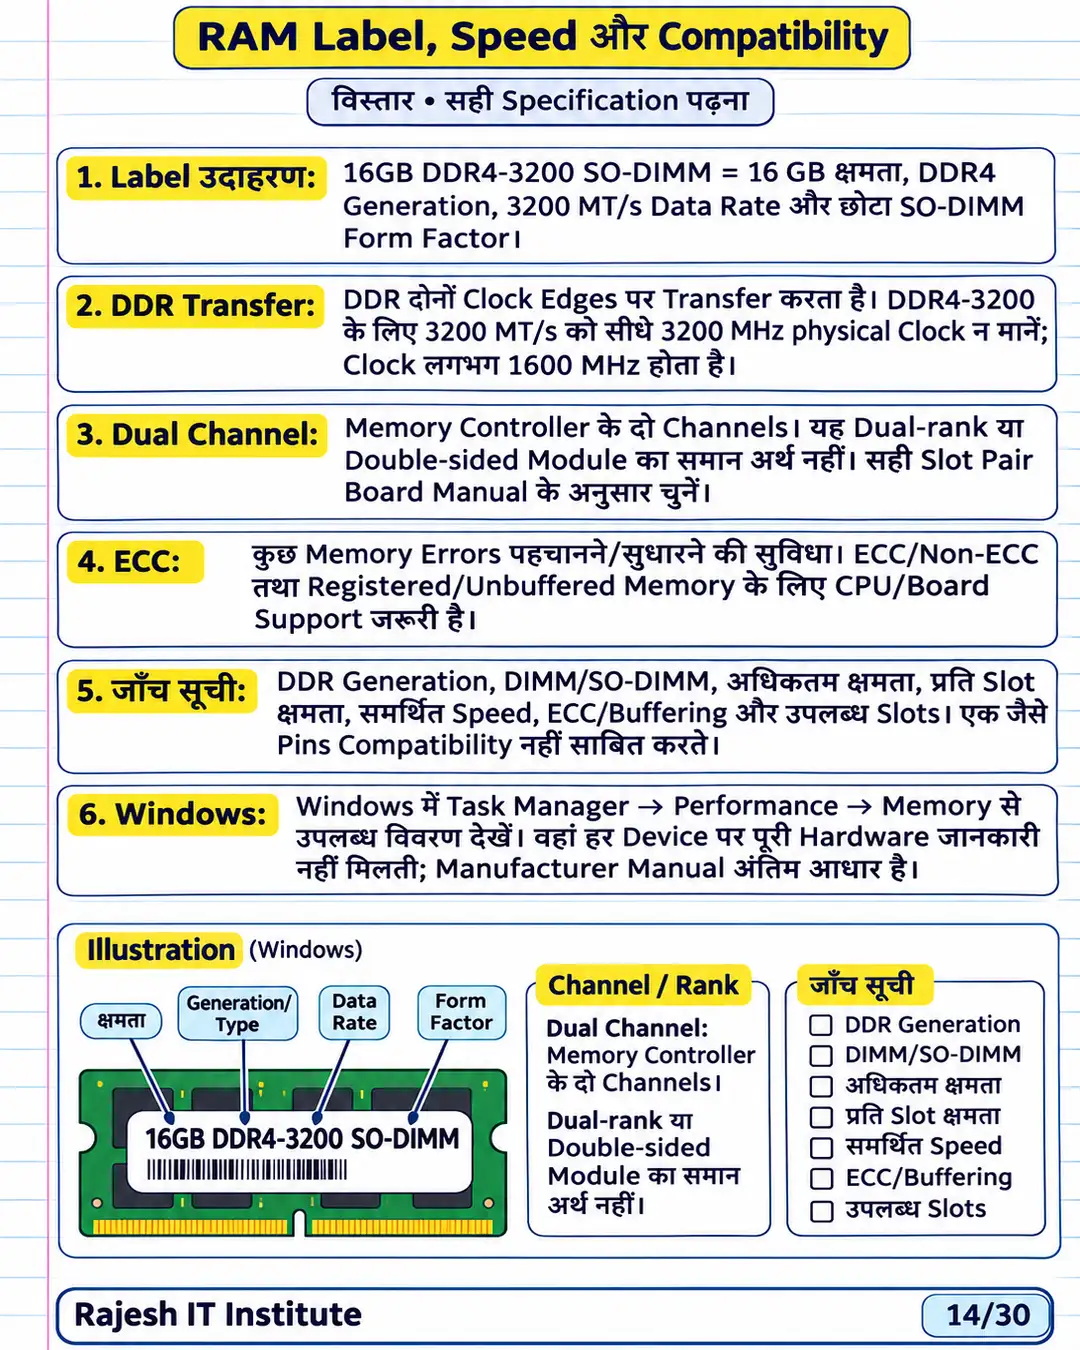 RAM Label, Speed और Compatibility
विस्तार • सही Specification पढ़ना
1. Label उदाहरण:
16GB DDR4-3200 SO-DIMM = 16 GB क्षमता, DDR4
Generation, 3200 MT/s Data Rate और छोटा SO-DIMM
Form Factor।
2. DDR Transfer:
DDR दोनों Clock Edges पर Transfer करता है। DDR4-3200
के लिए 3200 MT/s को सीधे 3200 MHz physical Clock न मानें;
Clock लगभग 1600 MHz होता है।
3. Dual Channel:
Memory Controller के दो Channels। यह Dual-rank या
Double-sided Module का समान अर्थ नहीं। सही Slot Pair
Board Manual के अनुसार चुनें।
4. ECC:
कुछ Memory Errors पहचानने/सुधारने की सुविधा। ECC/Non-ECC
तथा Registered/Unbuffered Memory के लिए CPU/Board
Support जरूरी है।
5. जाँच सूची:
DDR Generation, DIMM/SO-DIMM, अधिकतम क्षमता, प्रति Slot
क्षमता, समर्थित Speed, ECC/Buffering और उपलब्ध Slots। एक जैसे
Pins Compatibility नहीं साबित करते।
6. Windows:
Windows में Task Manager → Performance → Memory से
उपलब्ध विवरण देखें। वहां हर Device पर पूरी Hardware जानकारी
नहीं मिलती; Manufacturer Manual अंतिम आधार है।
Illustration (Windows)
क्षमता
Generation/
Type
Data
Rate
Form
Factor
16GB DDR4-3200 SO-DIMM
Channel / Rank
Dual Channel:
Memory Controller
के दो Channels।
Dual-rank या
Double-sided
Module का समान
अर्थ नहीं।
जाँच सूची
DDR Generation
DIMM/SO-DIMM
अधिकतम क्षमता
प्रति Slot क्षमता
समर्थित Speed
ECC/Buffering
उपलब्ध Slots
Rajesh IT Institute
14/30